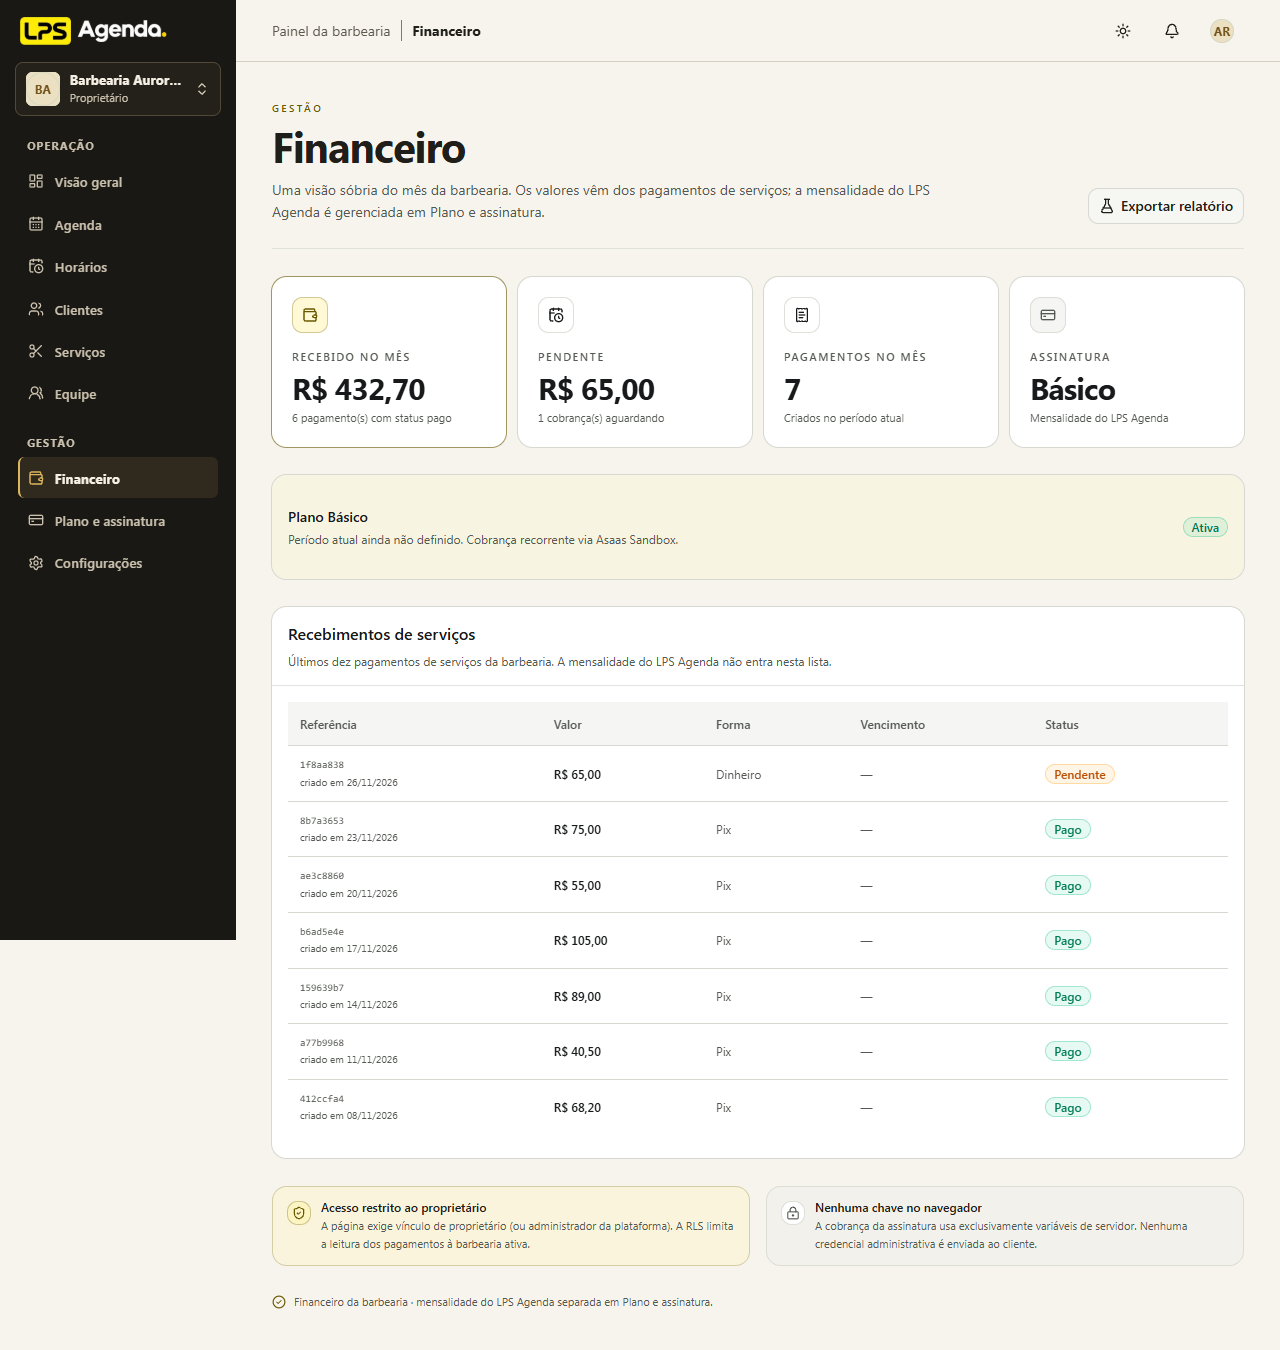 LPS Agenda.
BA
Barbearia Auror...
Proprietário
OPERAÇÃO
Visão geral
Agenda
Horários
Clientes
Serviços
Equipe
GESTÃO
Financeiro
Plano e assinatura
Configurações
Painel da barbearia
Financeiro
AR
GESTÃO
Financeiro
Uma visão sóbria do mês da barbearia. Os valores vêm dos pagamentos de serviços; a mensalidade do LPS
Agenda é gerenciada em Plano e assinatura.
Exportar relatório
RECEBIDO NO MÊS
R$ 432,70
6 pagamento(s) com status pago
PENDENTE
R$ 65,00
1 cobrança(s) aguardando
PAGAMENTOS NO MÊS
7
Criados no período atual
ASSINATURA
Básico
Mensalidade do LPS Agenda
Plano Básico
Período atual ainda não definido. Cobrança recorrente via Asaas Sandbox.
Ativa
Recebimentos de serviços
Últimos dez pagamentos de serviços da barbearia. A mensalidade do LPS Agenda não entra nesta lista.
Referência Valor Forma Vencimento Status
1f8aa838
criado em 26/11/2026
R$ 65,00 Dinheiro — Pendente
8b7a3653
criado em 23/11/2026
R$ 75,00 Pix — Pago
ae3c8860
criado em 20/11/2026
R$ 55,00 Pix — Pago
b6ad5e4e
criado em 17/11/2026
R$ 105,00 Pix — Pago
159639b7
criado em 14/11/2026
R$ 89,00 Pix — Pago
a77b9968
criado em 11/11/2026
R$ 40,50 Pix — Pago
412ccfa4
criado em 08/11/2026
R$ 68,20 Pix — Pago
Acesso restrito ao proprietário
A página exige vínculo de proprietário (ou administrador da plataforma). A RLS limita
a leitura dos pagamentos à barbearia ativa.
Nenhuma chave no navegador
A cobrança da assinatura usa exclusivamente variáveis de servidor. Nenhuma
credencial administrativa é enviada ao cliente.
Financeiro da barbearia · mensalidade do LPS Agenda separada em Plano e assinatura.